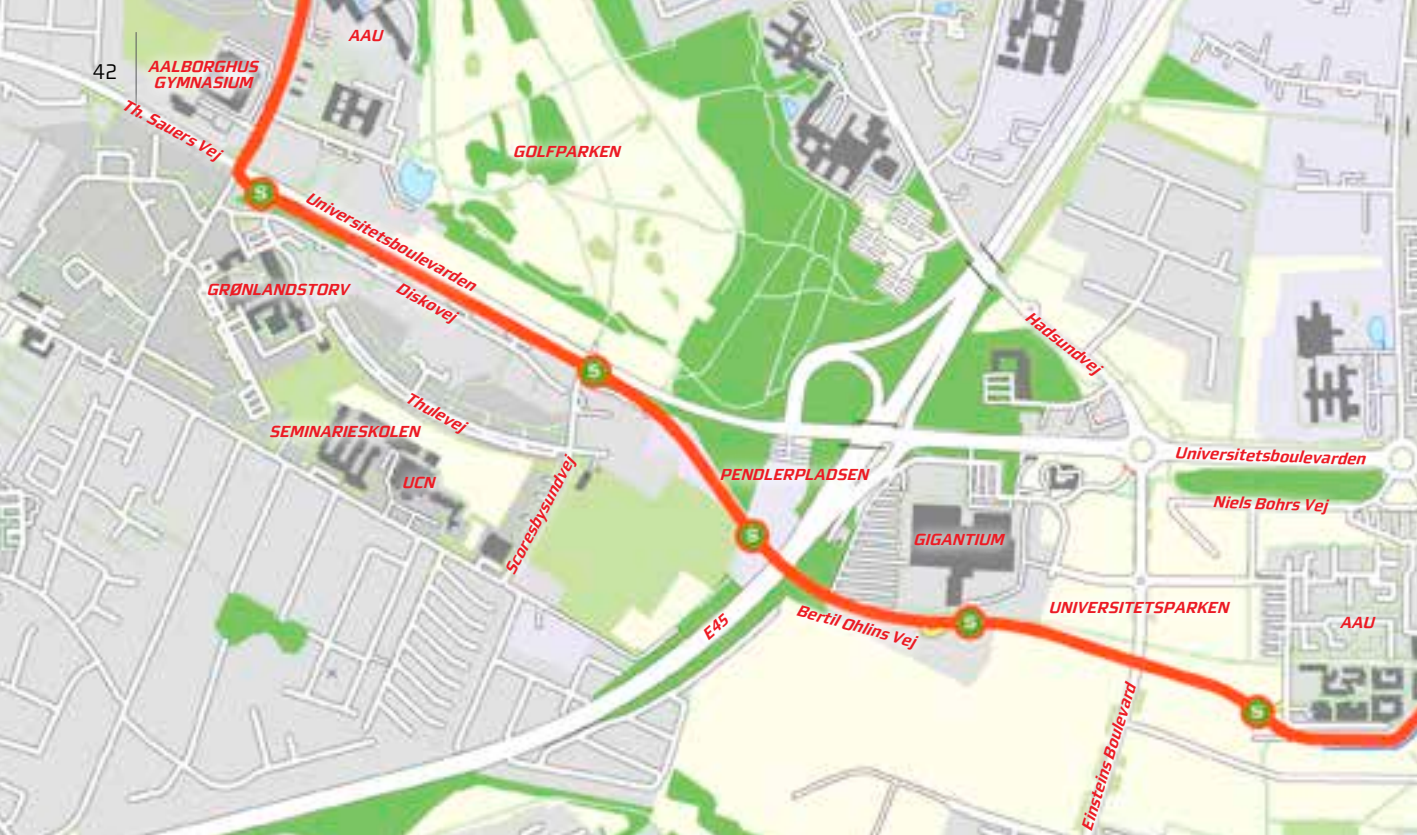 42
AAU
AALBORGHUS
GYMNASIUM
Th. Sauers Vej
GOLFPARKEN
S
Universitetsboulevarden
Diskovej
GRØNLANDSTORV
Hadsundvej
S
Thulevej
SEMINARIESKOLEN
UCN
Scoresbysundvej
PENDLERPLADSEN
Universitetsboulevarden
Niels Bohrs Vej
S
GIGANTIUM
E45
Bertil Ohlins Vej
S
UNIVERSITETSPARKEN
AAU
Einsteins Boulevard
S